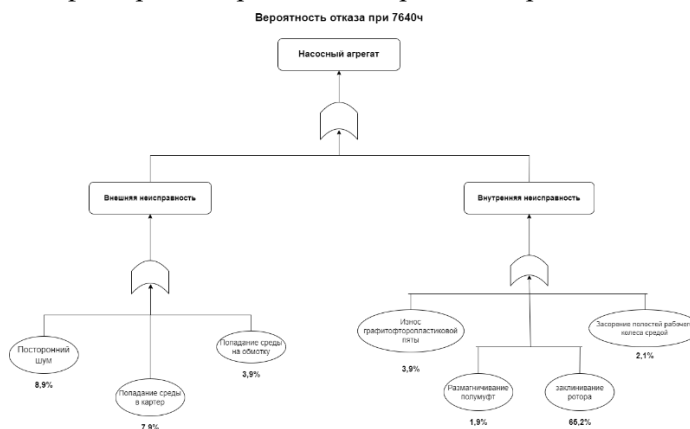 Вероятность отказа при 7640ч
Насосный агрегат
Внешняя неисправность
Внутренняя неисправность
Износ
графитофторопластиковой
пяты
3,9%
Засорение полостей рабочего
колеса средой
2,1%
Посторонний
шум
8,9%
Попадание среды
на обмотку
3,9%
Попадание среды
в картер
7,9%
Размагничивание
полумуфт
1,9%
заклинивание
ротора
65,2%